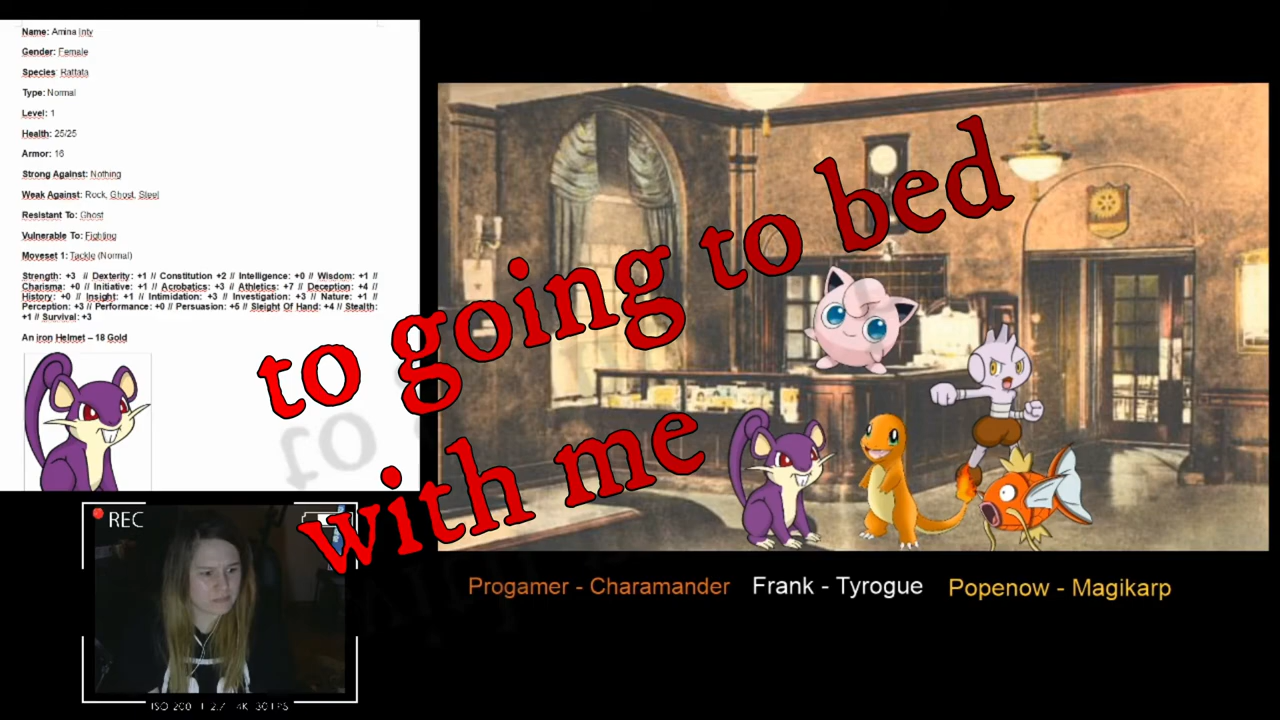 Name: Amina Inty
Gender: Female
Species: Rattata
Type: Normal
Level: 1
Health: 25/25
Armor: 16
Strong Against: Nothing
Weak Against: Rock, Ghost, Steel
Resistant To: Ghost
Vulnerable To: Fighting
Moveset 1: Tackle (Normal)
Strength: +3 // Dexterity: +1 // Constitution +2 // Intelligence: +0 // Wisdom: +1 //
Charisma: +0 // Initiative: +1 // Acrobatics: +3 // Athletics: +7 // Deception: +4 //
History: +0 // Insight: +1 // Intimidation: +3 // Investigation: +3 // Nature: +1 //
Perception: +3 // Performance: +0 // Persuasion: +5 // Sleight Of Hand: +4 // Stealth:
+1 // Survival: +3
An iron Helmet – 18 Gold
to going to bed
with me
REC
Progamer - Charamander
Frank - Tyrogue
Popenow - Magikarp
ISO 200
4K